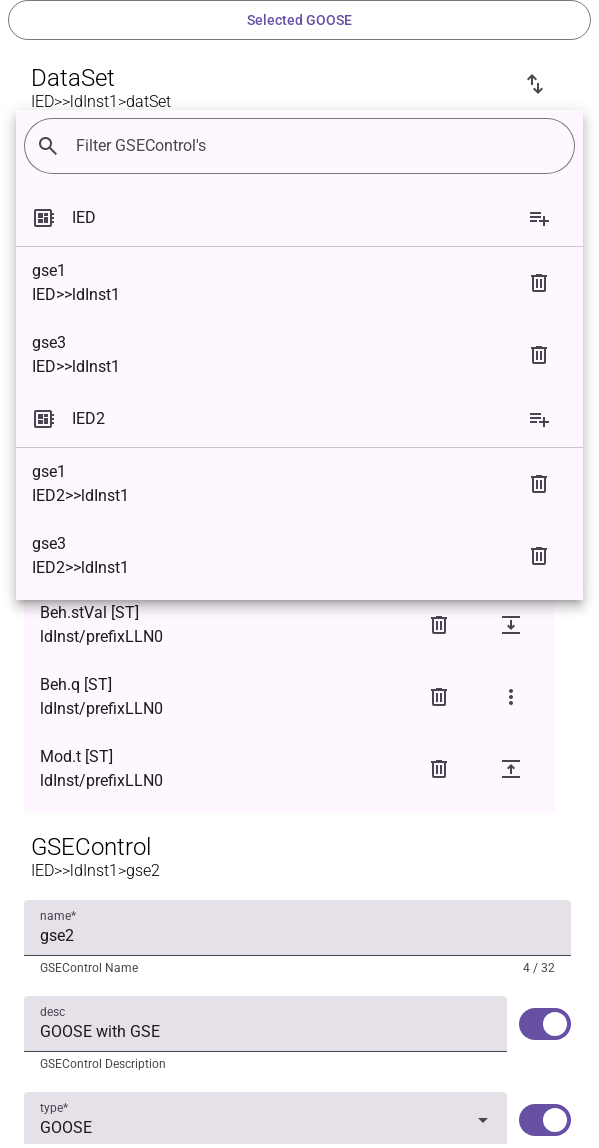 Selected GOOSE
DataSet
IED>>ldInst1>datSet
Filter GSEControl's
IED
gse1
IED>>ldInst1
gse3
IED>>ldInst1
IED2
gse1
IED2>>ldInst1
gse3
IED2>>ldInst1
Beh.stVal [ST]
ldInst/prefixLLN0
Beh.q [ST]
ldInst/prefixLLN0
Mod.t [ST]
ldInst/prefixLLN0
GSEControl
IED>>ldInst1>gse2
name*
gse2
GSEControl Name 4 / 32
desc
GOOSE with GSE
GSEControl Description
type*
GOOSE